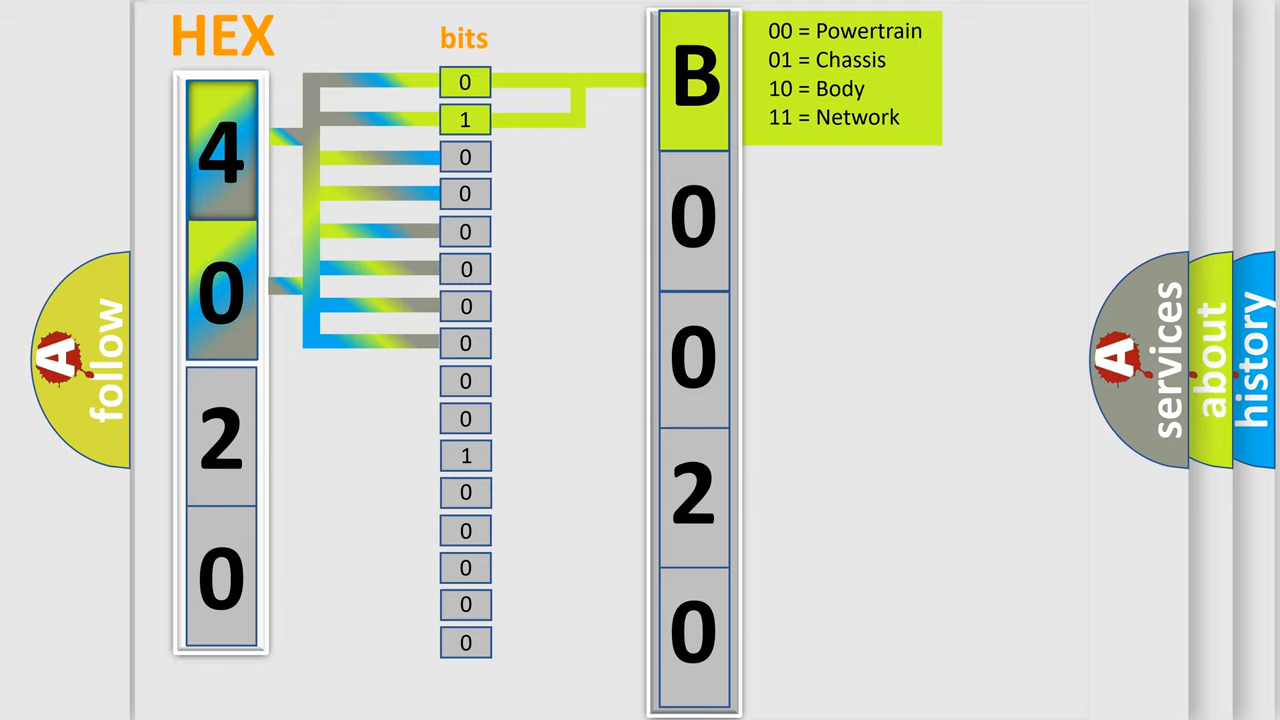 HEX
bits
4
0
2
0
0
1
0
0
0
0
0
0
0
0
1
0
0
0
0
0
B
0
0
2
0
00 = Powertrain
01 = Chassis
10 = Body
11 = Network
A
follow
A
services
about
history